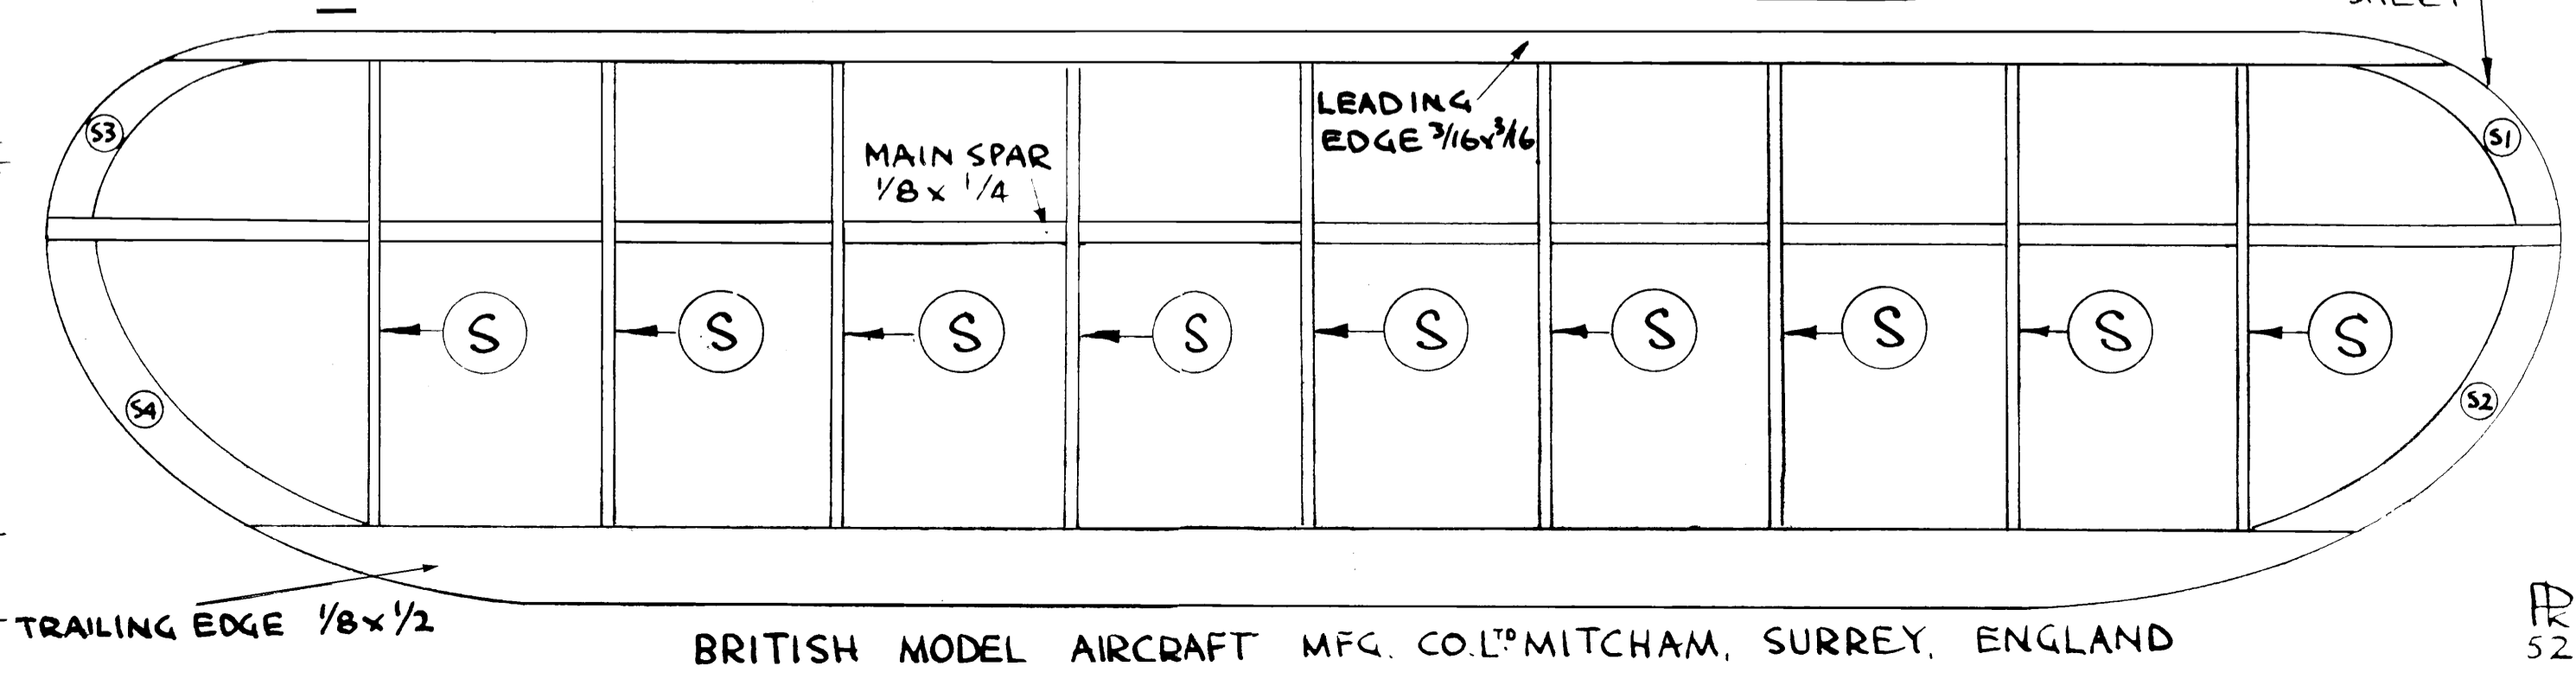 SHEET
S3
LEADING
EDGE 3/16x3/16
S1
MAIN SPAR
1/8 x 1/4
S S S S S S S S S
S4
S2
TRAILING EDGE 1/8 x 1/2
BRITISH MODEL AIRCRAFT MFG. CO. LTD MITCHAM, SURREY, ENGLAND
52